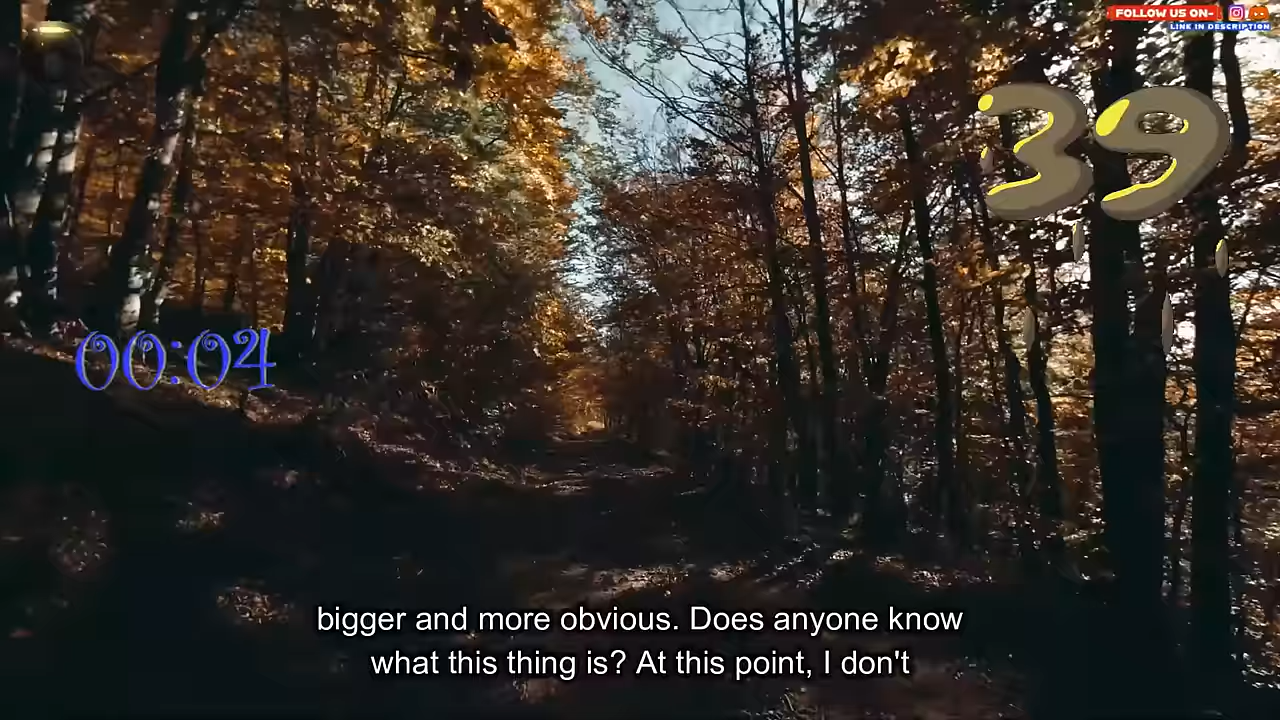 FOLLOW US ON-
LINK IN DESCRIPTION
39
00:04
bigger and more obvious. Does anyone know
what this thing is? At this point, I don't